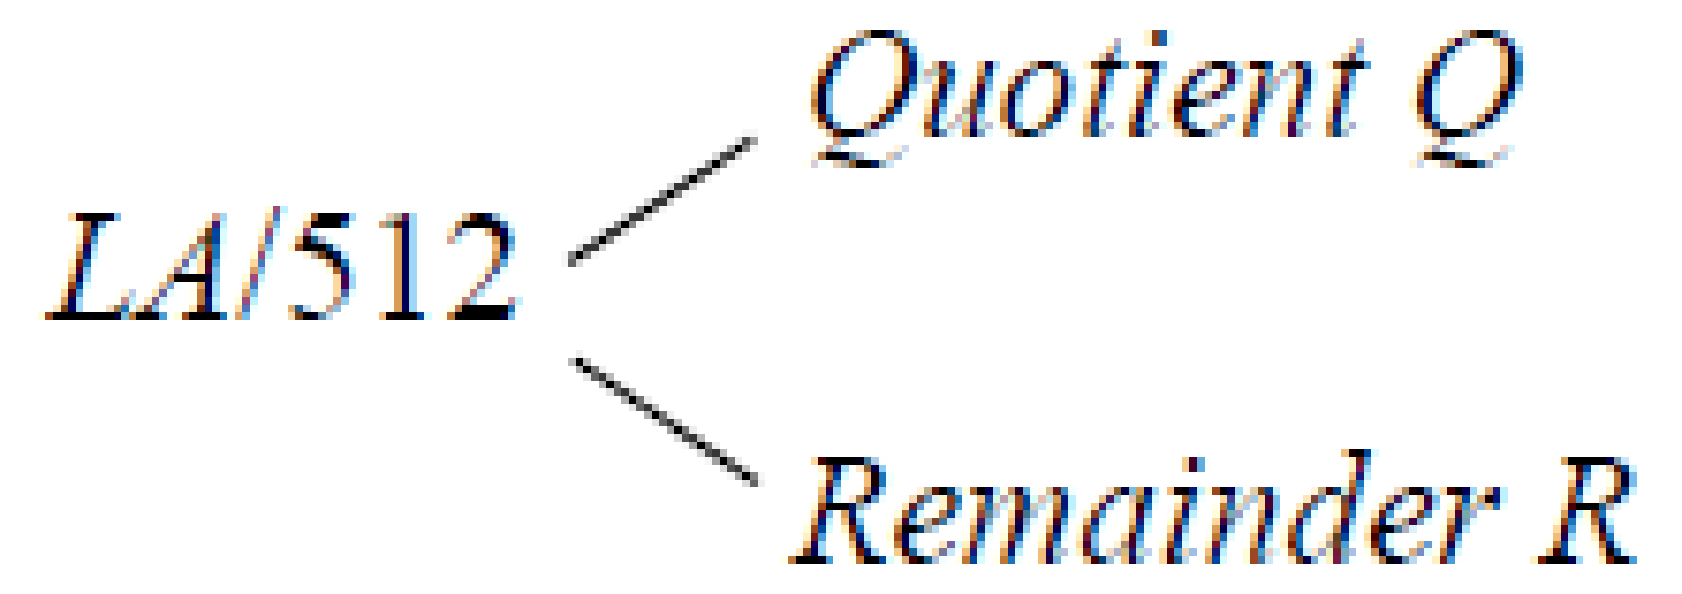 Quotient Q
LA/512
Remainder R